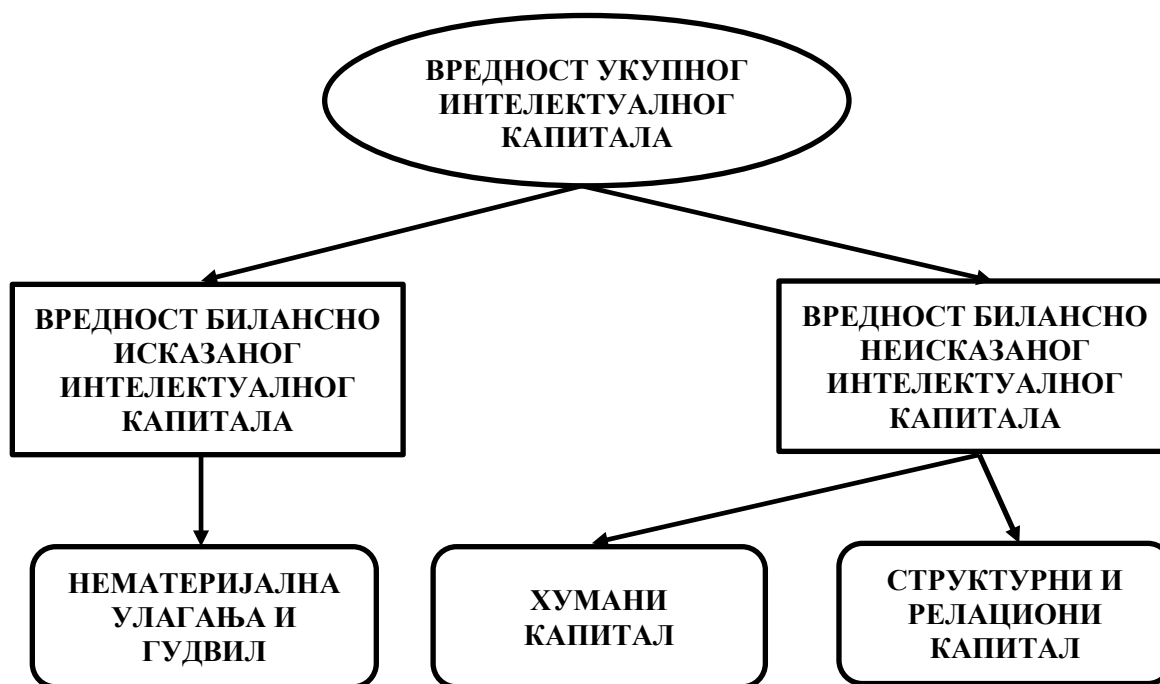 ВРЕДНОСТ УКУПНОГ
ИНТЕЛЕКТУАЛНОГ
КАПИТАЛА
ВРЕДНОСТ БИЛАНСНО
ИСКАЗАНОГ
ИНТЕЛЕКТУАЛНОГ
КАПИТАЛА
ВРЕДНОСТ БИЛАНСНО
НЕИСКАЗАНОГ
ИНТЕЛЕКТУАЛНОГ
КАПИТАЛА
НЕМАТЕРИЈАЛНА
УЛАГАЊА И
ГУДВИЛ
ХУМАНИ
КАПИТАЛ
СТРУКТУРНИ И
РЕЛАЦИОНИ
КАПИТАЛ